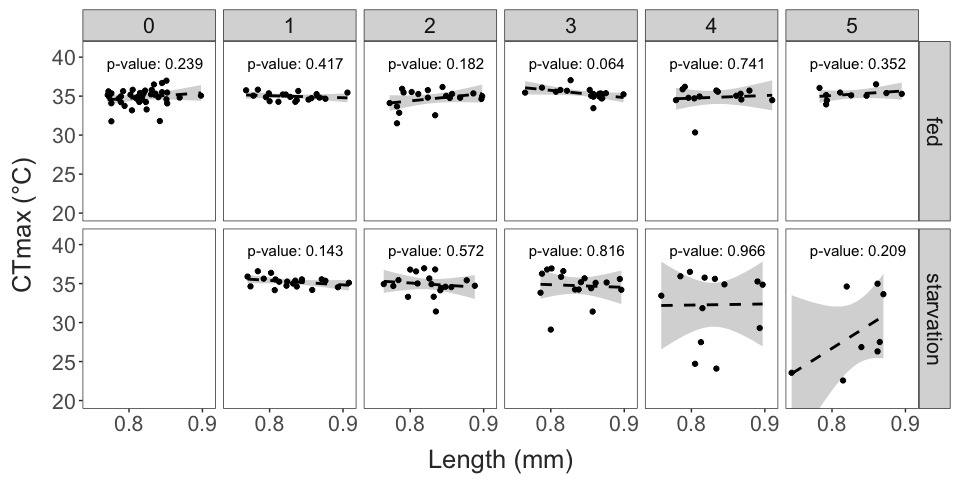 0 1 2 3 4 5
p-value: 0.239 p-value: 0.417 p-value: 0.182 p-value: 0.064 p-value: 0.741 p-value: 0.352
40
35
30
25
20
fed
CTmax (°C)
p-value: 0.143 p-value: 0.572 p-value: 0.816 p-value: 0.966 p-value: 0.209
40
35
30
25
20
starvation
0.8 0.9 0.8 0.9 0.8 0.9 0.8 0.9 0.8 0.9 0.8 0.9
Length (mm)